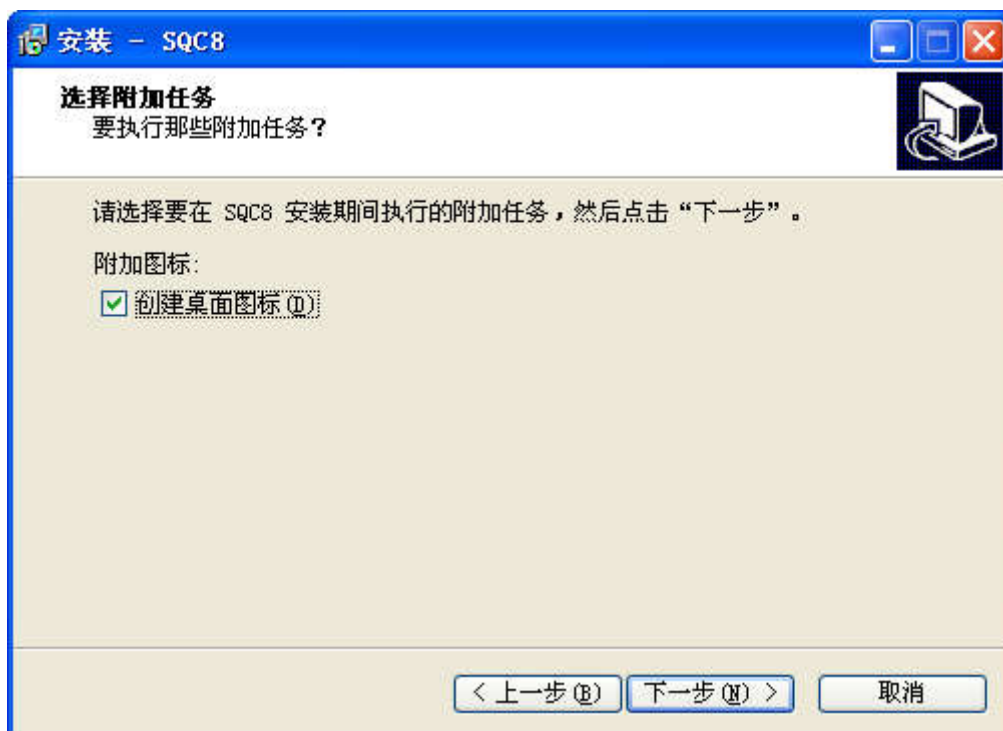 安装 - SQC8
选择附加任务
要执行那些附加任务?
请选择要在 SQC8 安装期间执行的附加任务,然后点击“下一步”。
附加图标:
创建桌面图标(D)
< 上一步(B) 下一步(N) > 取消